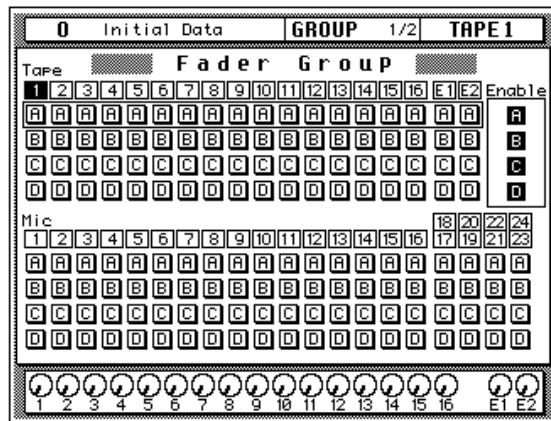 0 Initial Data GROUP 1/2 TAPE1
Fader Group
Tape
1 2 3 4 5 6 7 8 9 10 11 12 13 14 15 16 E1 E2 Enable
A A A A A A A A A A A A A A A A A A A
B B B B B B B B B B B B B B B B B B B
C C C C C C C C C C C C C C C C C C C
D D D D D D D D D D D D D D D D D D D
Mic 18 20 22 24
1 2 3 4 5 6 7 8 9 10 11 12 13 14 15 16 17 19 21 23
A A A A A A A A A A A A A A A A A A A A
B B B B B B B B B B B B B B B B B B B B
C C C C C C C C C C C C C C C C C C C C
D D D D D D D D D D D D D D D D D D D D
1 2 3 4 5 6 7 8 9 10 11 12 13 14 15 16 E1 E2